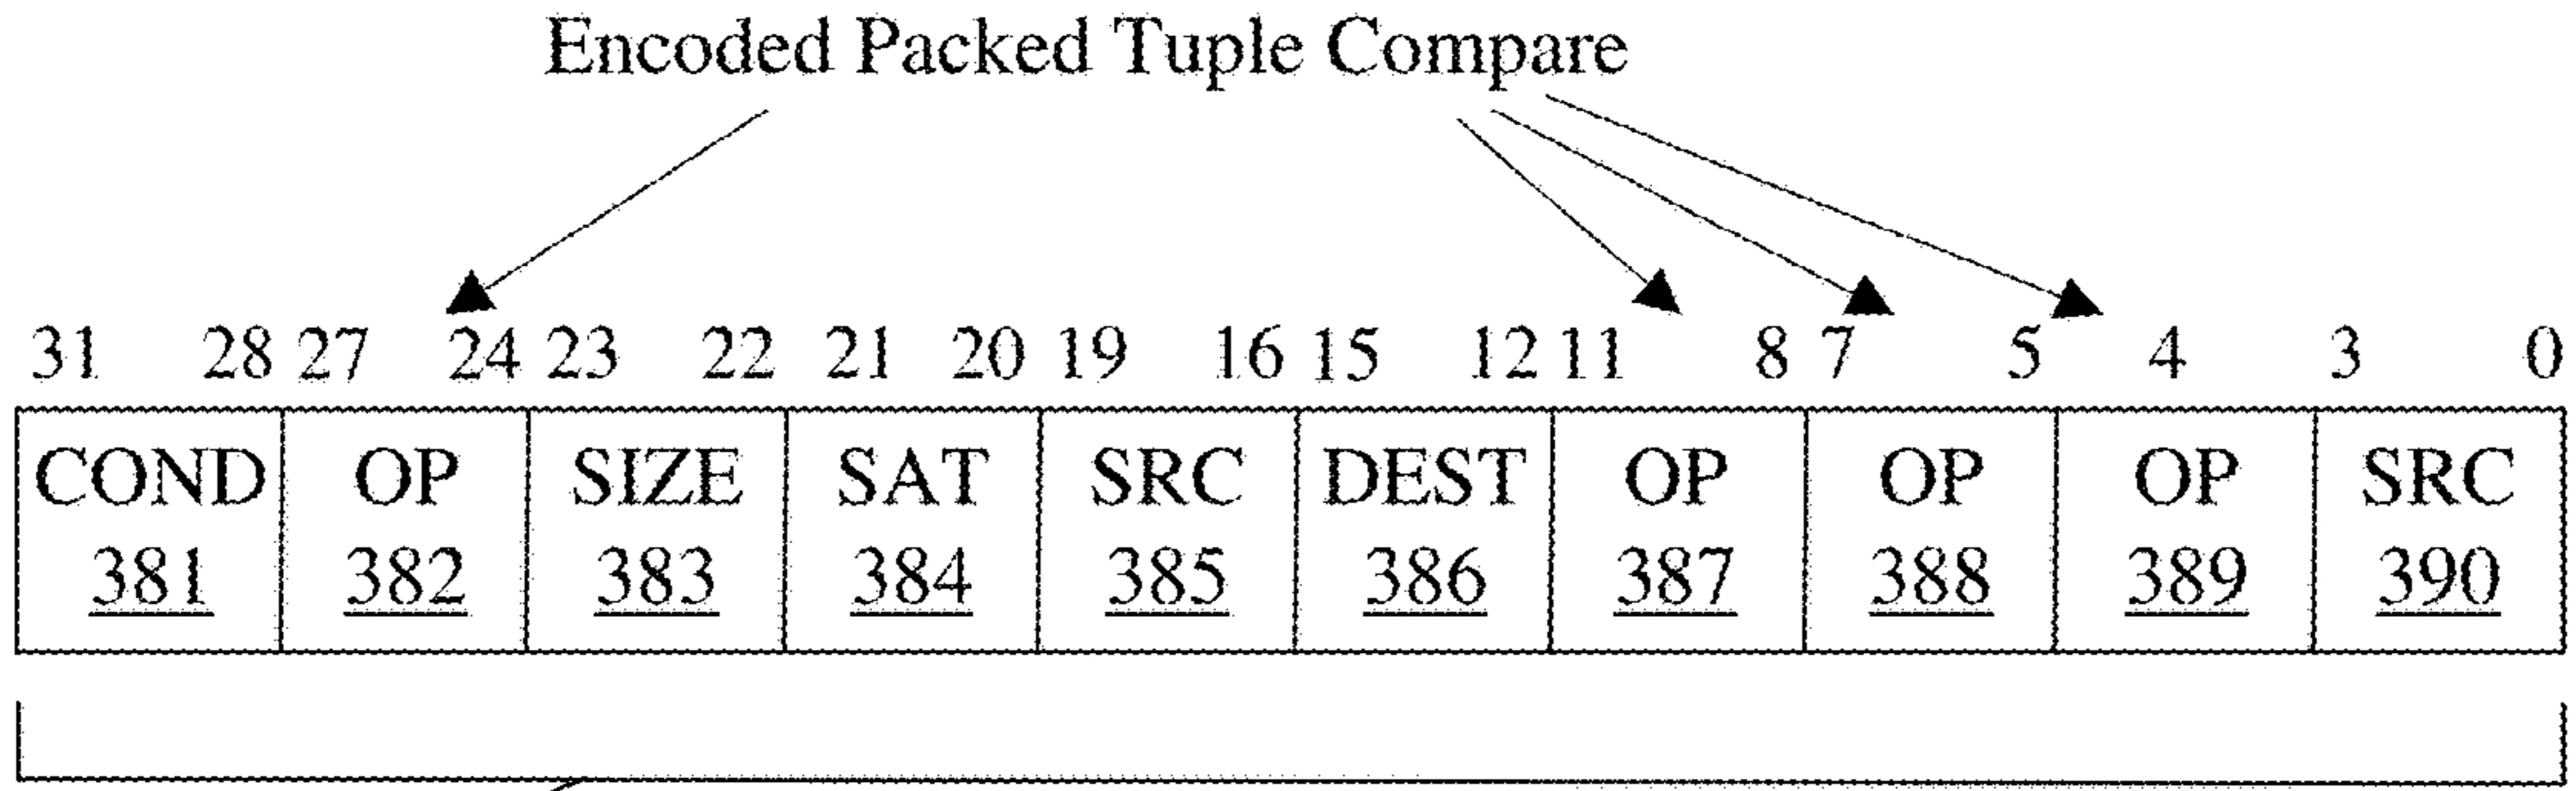 Encoded Packed Tuple Compare
31 28 27 24 23 22 21 20 19 16 15 12 11 8 7 5 4 3 0
COND OP SIZE SAT SRC DEST OP OP OP SRC
381 382 383 384 385 386 387 388 389 390